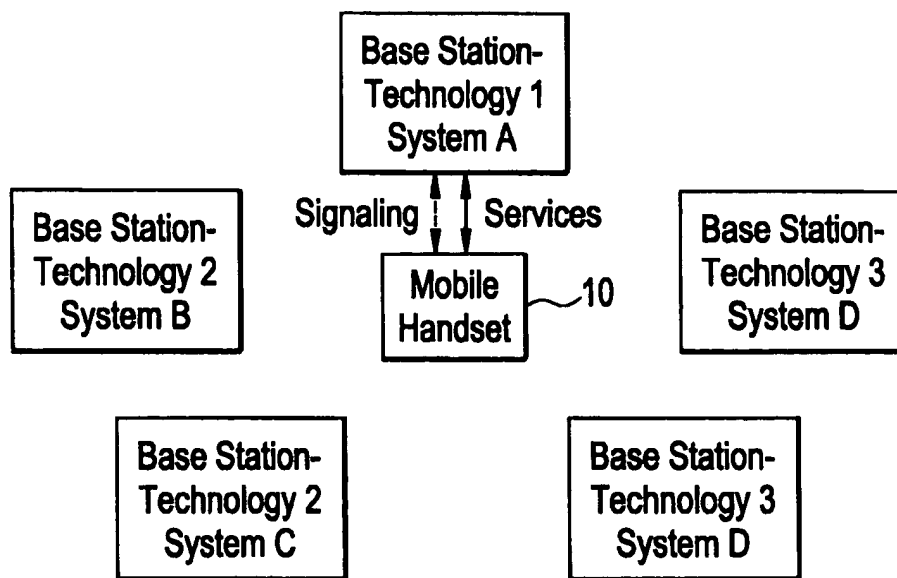 Base Station-
Technology 1
System A
Signaling
Services
Base Station-
Technology 2
System B
Mobile
Handset
10
Base Station-
Technology 3
System D
Base Station-
Technology 2
System C
Base Station-
Technology 3
System D